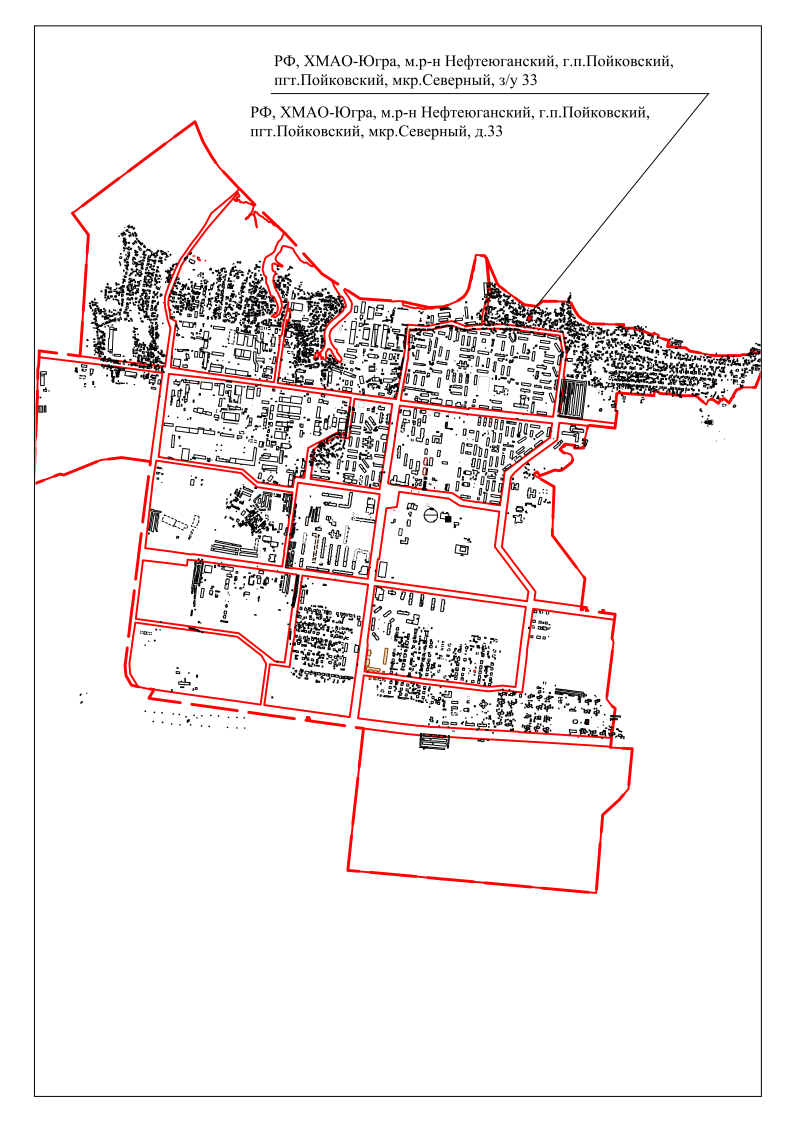 РФ, ХМАО-Югра, м.р-н Нефтеюганский, г.п.Пойковский,
пгт.Пойковский, мкр.Северный, з/у 33
РФ, ХМАО-Югра, м.р-н Нефтеюганский, г.п.Пойковский,
пгт.Пойковский, мкр.Северный, д.33